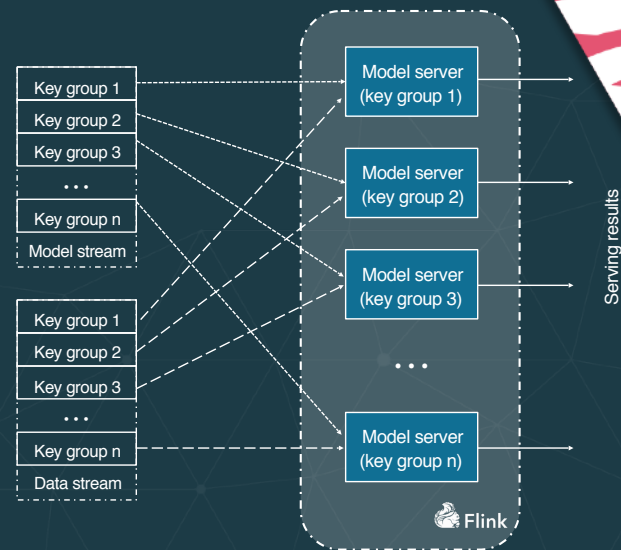 Key group 1
Key group 2
Key group 3
...
Key group n
Model stream
Key group 1
Key group 2
Key group 3
...
Key group n
Data stream
Model server
(key group 1)
Model server
(key group 2)
Model server
(key group 3)
...
Model server
(key group n)
Flink
Serving results